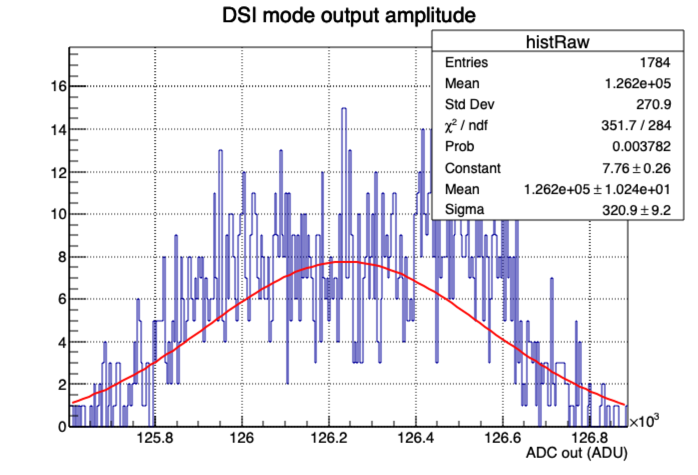 DSI mode output amplitude
histRaw
Entries 1784
Mean 1.262e+05
Std Dev 270.9
χ² / ndf 351.7 / 284
Prob 0.003782
Constant 7.76 ± 0.26
Mean 1.262e+05 ± 1.024e+01
Sigma 320.9 ± 9.2
16
14
12
10
8
6
4
2
0
125.8 126 126.2 126.4 126.6 126.8
×10³
ADC out (ADU)